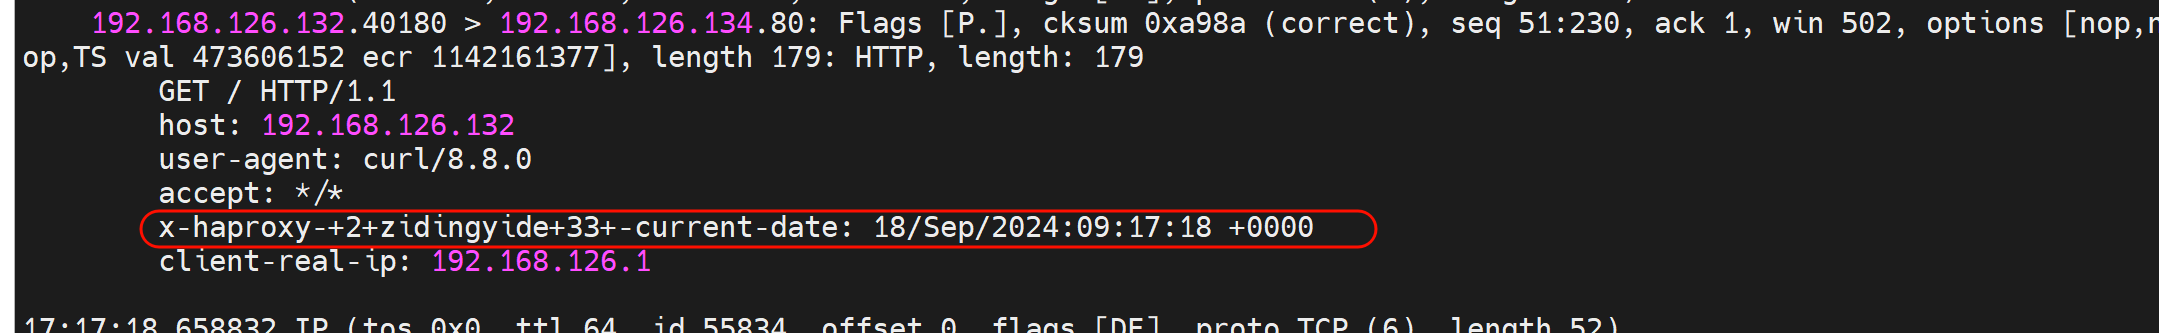 192.168.126.132.40180 > 192.168.126.134.80: Flags [P.], cksum 0xa98a (correct), seq 51:230, ack 1, win 502, options [nop,n
op,TS val 473606152 ecr 1142161377], length 179: HTTP, length: 179
GET / HTTP/1.1
host: 192.168.126.132
user-agent: curl/8.8.0
accept: */*
x-haproxy-+2+zidingyide+33+-current-date: 18/Sep/2024:09:17:18 +0000
client-real-ip: 192.168.126.1
17:17:18.658832 IP (tos 0x0, ttl 64, id 55834, offset 0, flags [DF], proto TCP (6), length 52)